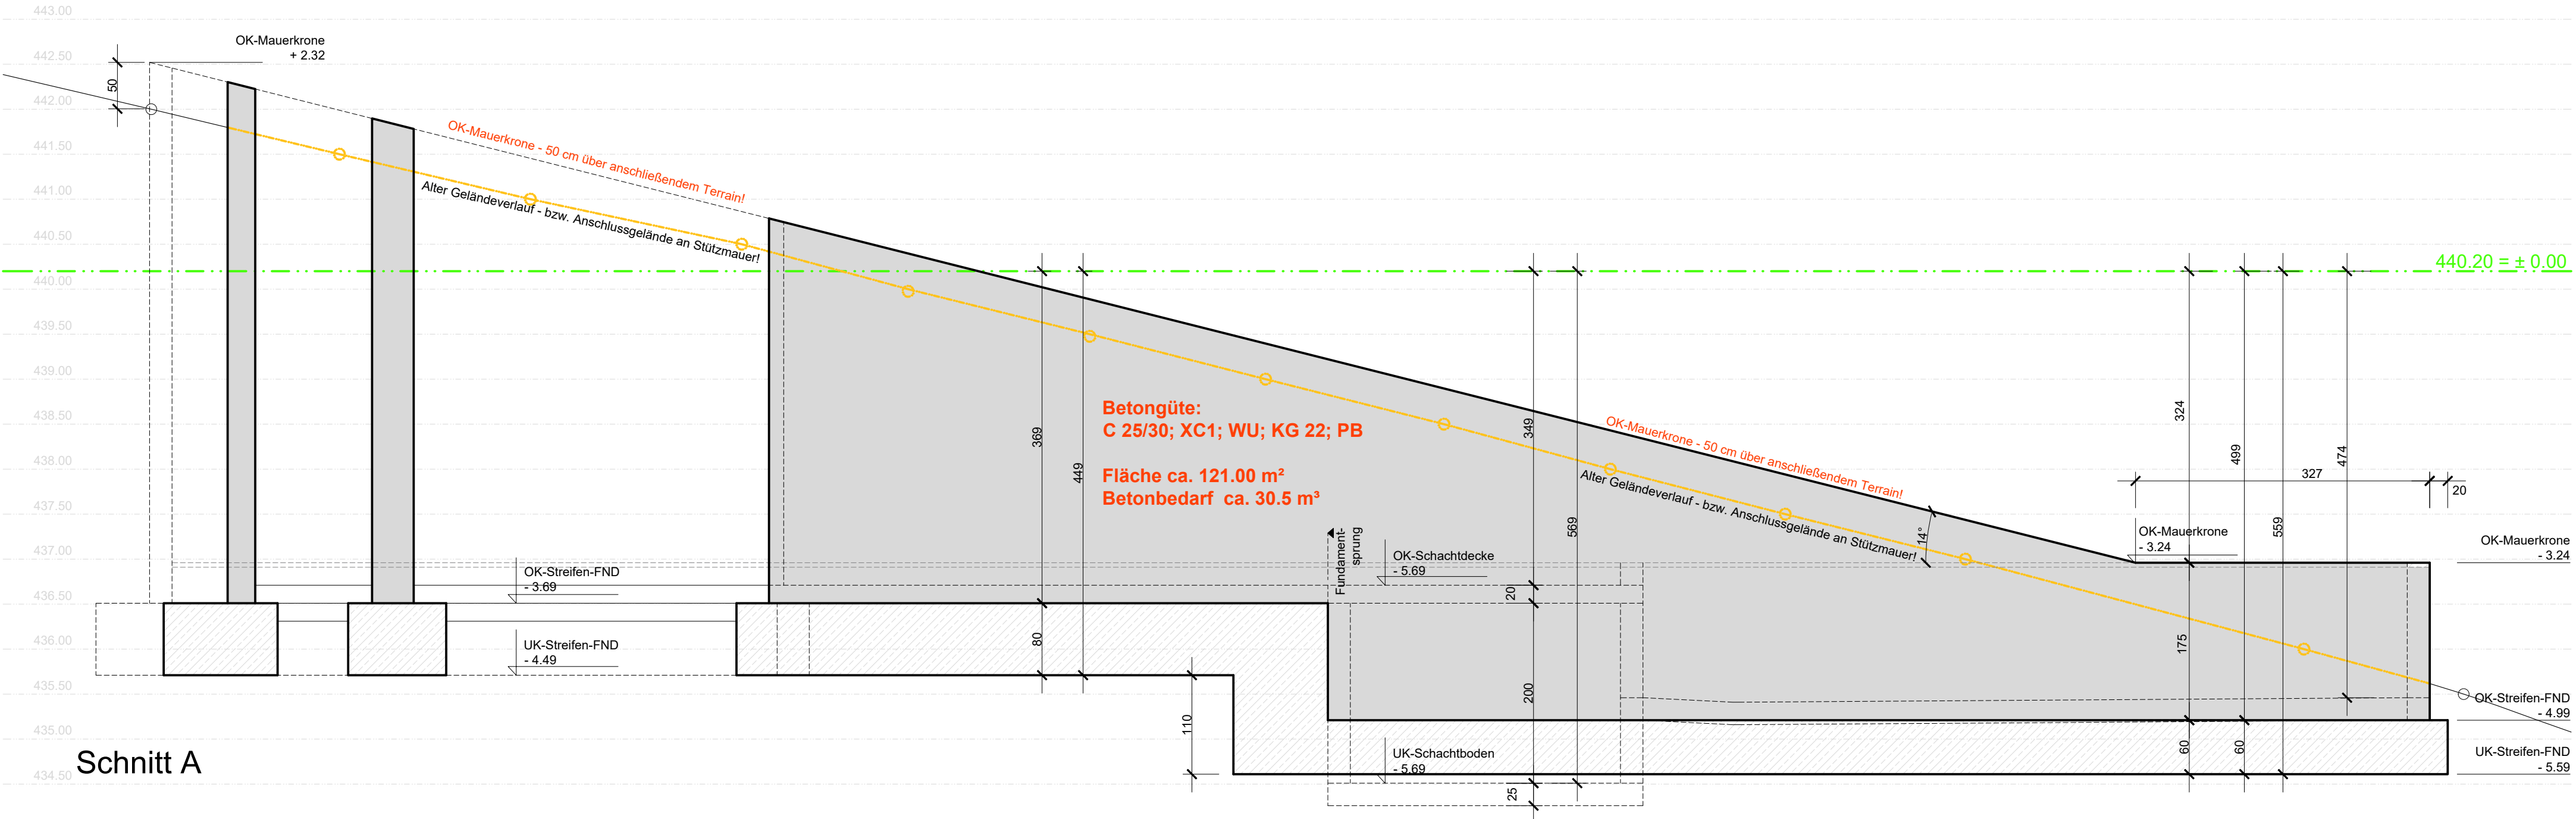 443.00
OK-Mauerkrone
+ 2.32
442.50
50
442.00
441.50
OK-Mauerkrone - 50 cm über anschließendem Terrain!
Alter Geländeverlauf - bzw. Anschlussgelände an Stützmauer!
441.00
440.50
440.20 = ± 0.00
440.00
439.50
439.00
438.50
438.00
437.50
437.00
436.50
436.00
435.50
435.00
434.50
369
449
80
110
Betongüte:
C 25/30; XC1; WU; KG 22; PB
Fläche ca. 121.00 m²
Betonbedarf ca. 30.5 m³
349
569
20
200
25
OK-Mauerkrone - 50 cm über anschließendem Terrain!
Alter Geländeverlauf - bzw. Anschlussgelände an Stützmauer!
14°
324
499
559
474
327
20
175
60
60
Fundament-
sprung
OK-Schachtdecke
- 5.69
OK-Mauerkrone
- 3.24
OK-Mauerkrone
- 3.24
OK-Streifen-FND
- 3.69
UK-Streifen-FND
- 4.49
UK-Schachtboden
- 5.69
OK-Streifen-FND
- 4.99
UK-Streifen-FND
- 5.59
Schnitt A